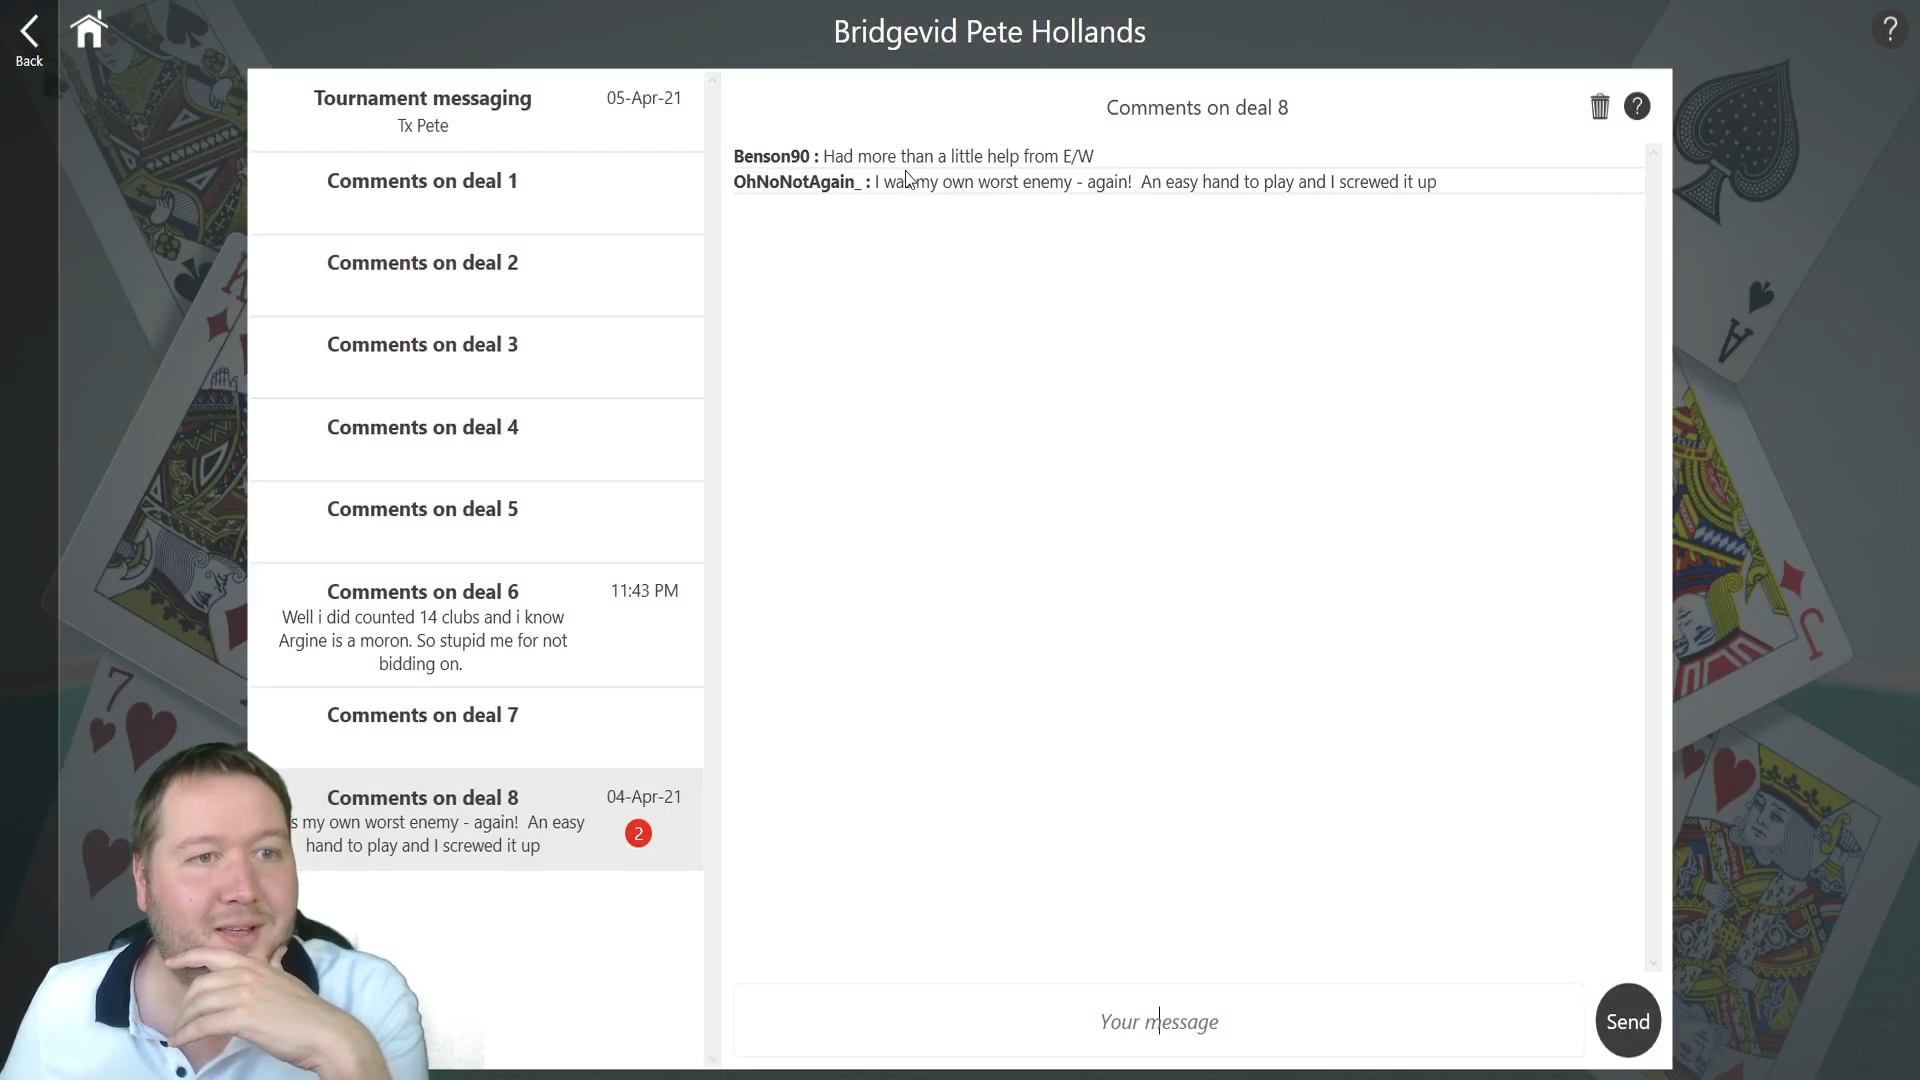 Bridgevid Pete Hollands
?
Back
Tournament messaging 05-Apr-21
Tx Pete
Comments on deal 1
Comments on deal 2
Comments on deal 3
Comments on deal 4
Comments on deal 5
Comments on deal 6 11:43 PM
Well i did counted 14 clubs and i know
Argine is a moron. So stupid me for not
bidding on.
Comments on deal 7
Comments on deal 8 04-Apr-21
s my own worst enemy - again! An easy
hand to play and I screwed it up
2
Comments on deal 8
?
Benson90 : Had more than a little help from E/W
OhNoNotAgain_ : I wa my own worst enemy - again! An easy hand to play and I screwed it up
Your message
Send
K
7
A
A
J